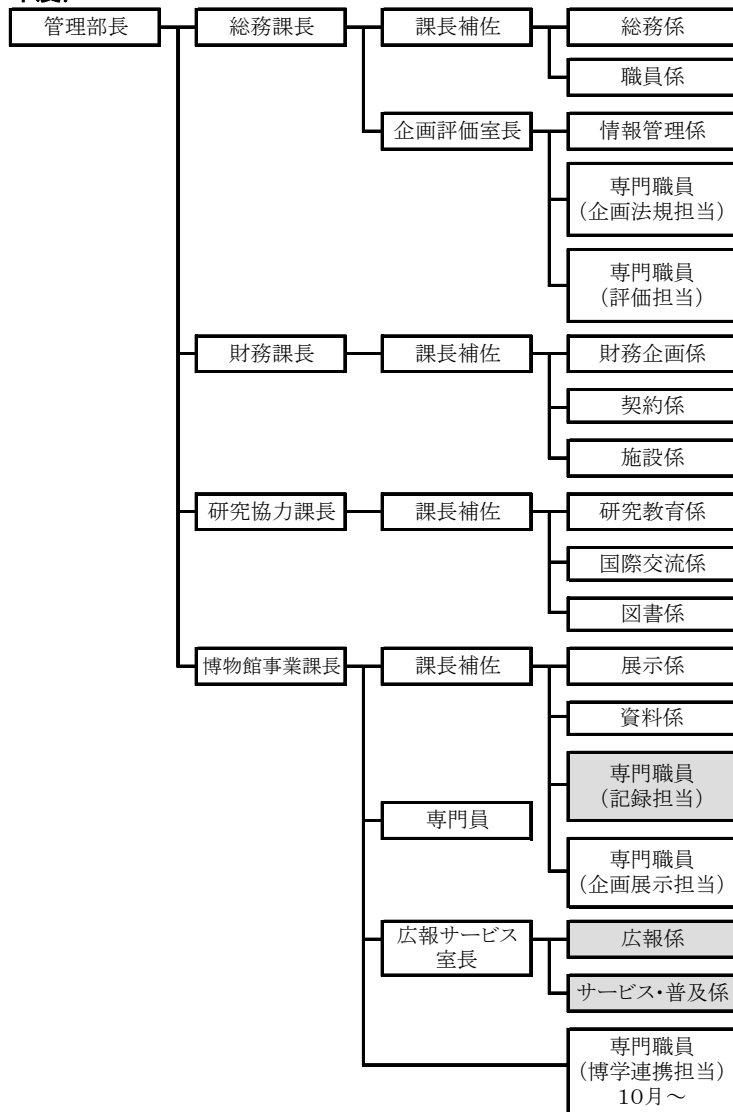 管理部長
総務課長
課長補佐
総務係
職員係
企画評価室長
情報管理係
専門職員
（企画法規担当）
専門職員
（評価担当）
財務課長
課長補佐
財務企画係
契約係
施設係
研究協力課長
課長補佐
研究教育係
国際交流係
図書係
博物館事業課長
課長補佐
展示係
資料係
専門職員
（記録担当）
専門員
専門職員
（企画展示担当）
広報サービス
室長
広報係
サービス・普及係
専門職員
（博学連携担当）
10月～